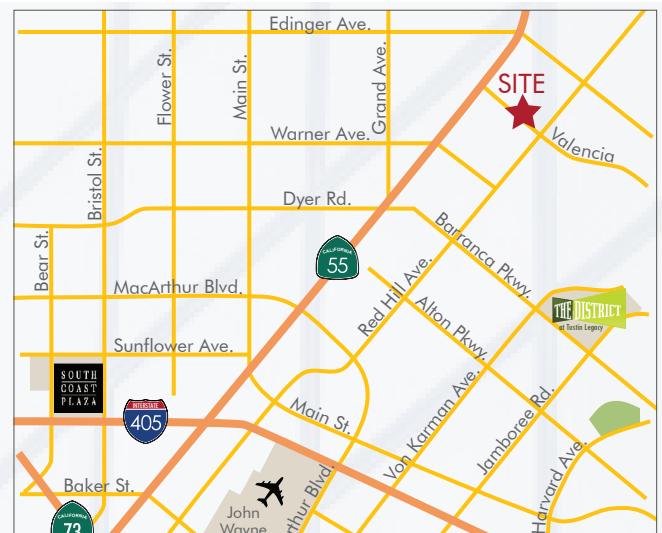 Edinger Ave.
Flower St.
Main St.
Grand Ave.
SITE
Warner Ave.
Valencia
Bristol St.
Dyer Rd.
Bear St.
Barranca Pkwy.
CALIFORNIA
55
MacArthur Blvd.
Red Hill Ave.
Alton Pkwy.
THE DISTRICT
at Tustin Legacy
Sunflower Ave.
SOUTH
COAST
PLAZA
INTERSTATE
405
Main St.
Von Karman Ave.
Jamboree Rd.
Harvard Ave.
Baker St.
John
Wayne
rthur Blvd.
CALIFORNIA
73